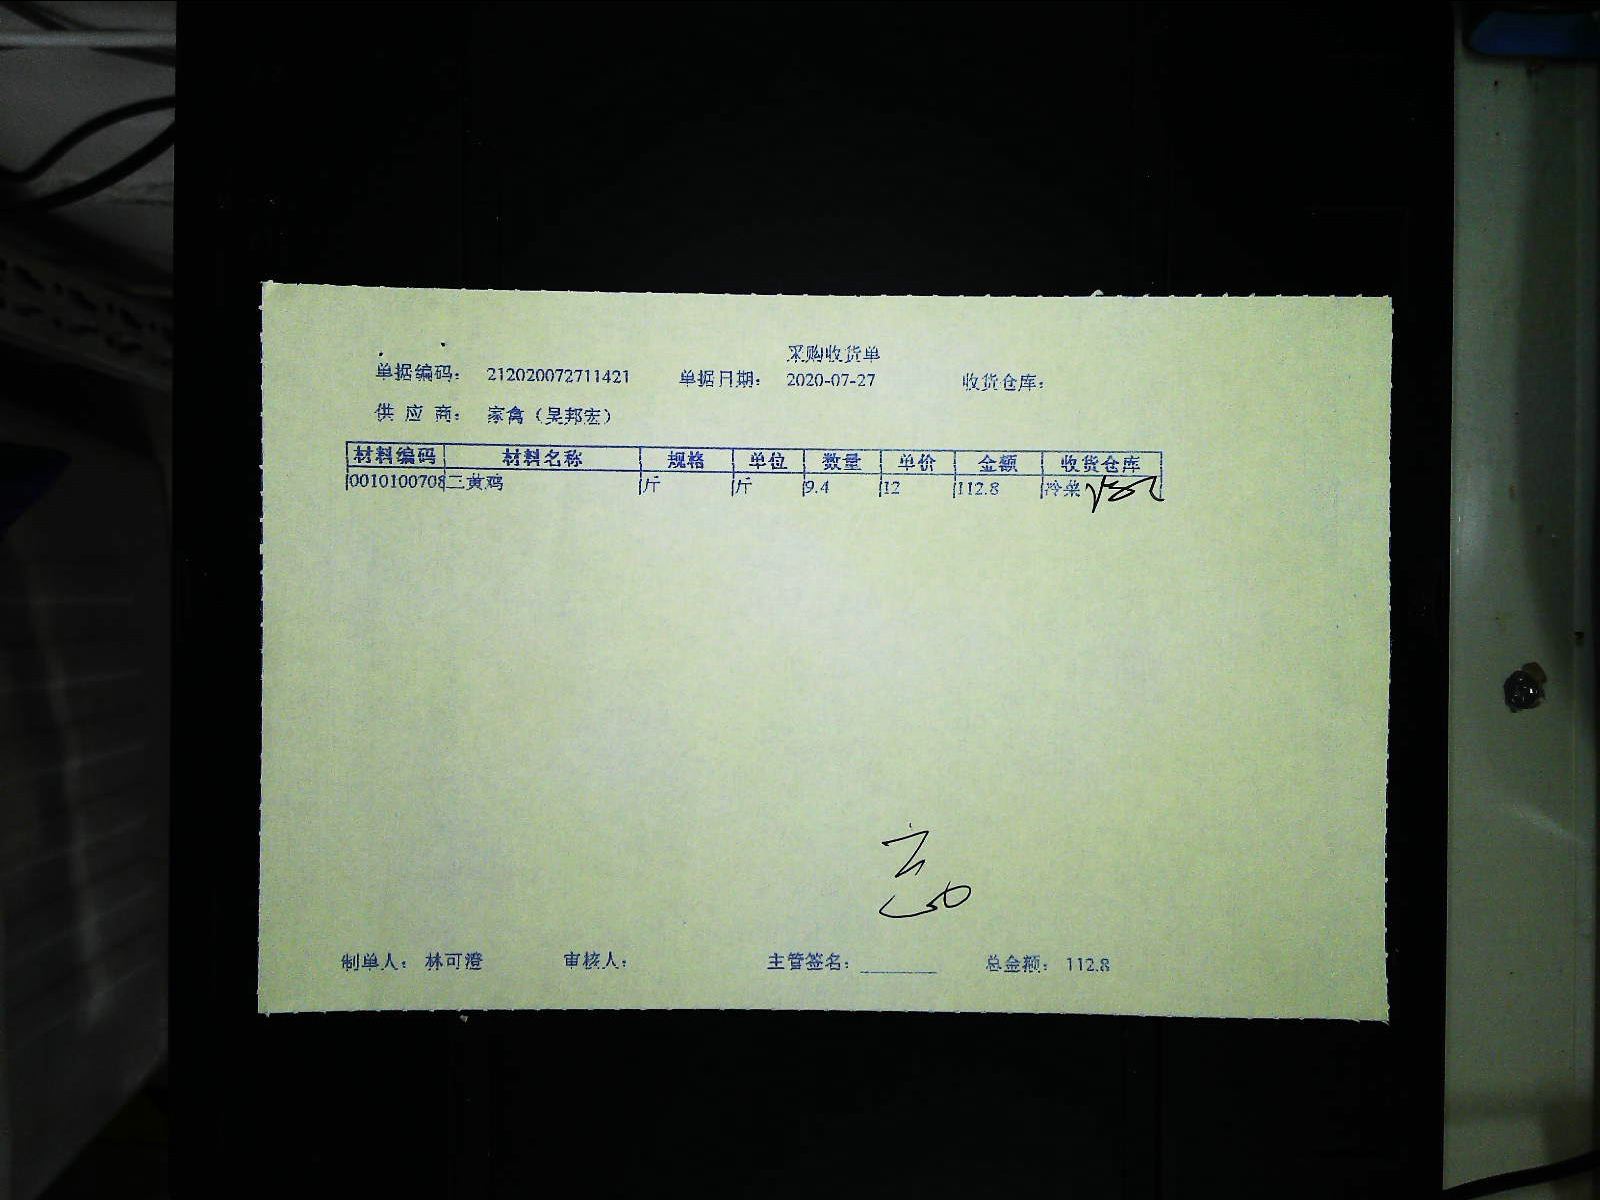 采购收货单
单据编码： 212020072711421 单据日期： 2020-07-27 收货仓库：
供 应 商： 家禽（吴邦宏）
材料编码 材料名称 规格 单位 数量 单价 金额 收货仓库
0010100708 三黄鸡 斤 斤 9.4 12 112.8 冷菜
制单人： 林可澄 审核人： 主管签名： 总金额： 112.8